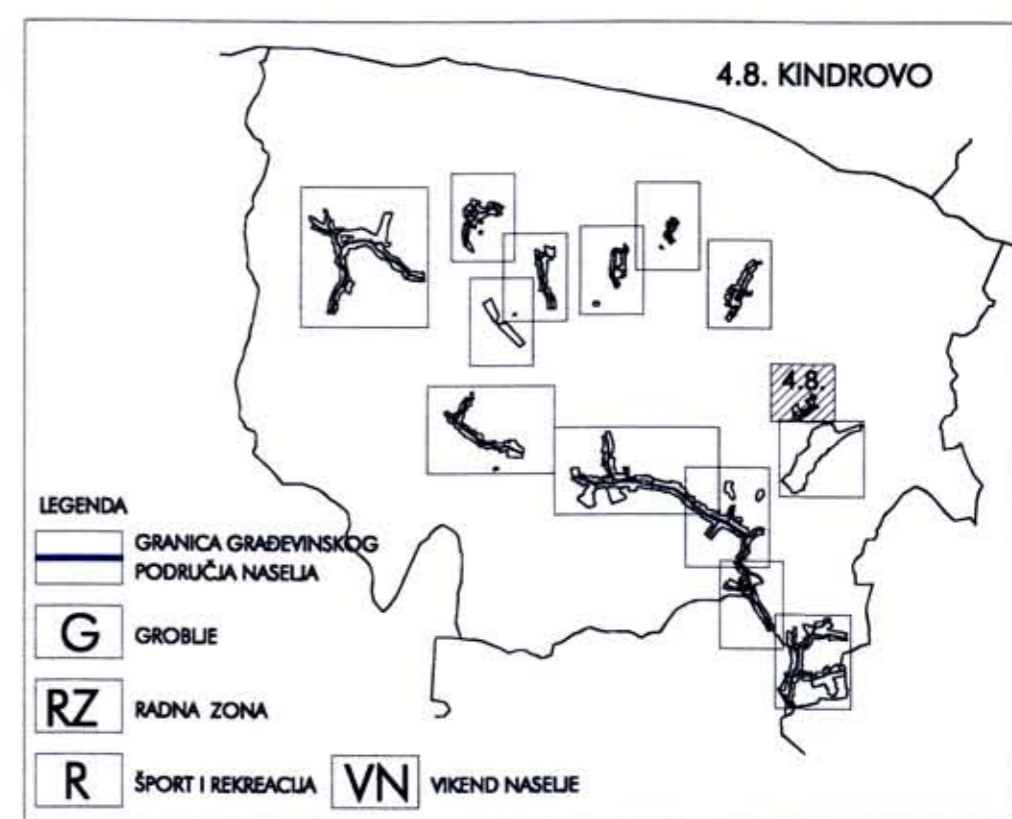 4.8. KINDROVO
4.8.
LEGENDA
GRANICA GRAĐEVINSKOG
PODRUČJA NASELJA
G GROBLJE
RZ RADNA ZONA
R ŠPORT I REKREACIJA VN VIKEND NASELJE